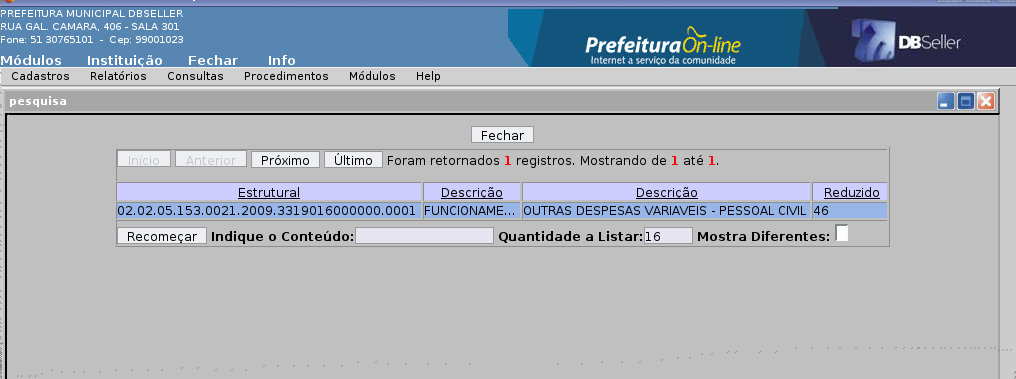 PREFEITURA MUNICIPAL DBSELLER
RUA GAL. CAMARA, 406 - SALA 301
Fone: 51 30765101 - Cep: 99001023
Prefeitura On-line
Internet a serviço da comunidade
DBSeller
Módulos Instituição Fechar Info
Cadastros Relatórios Consultas Procedimentos Módulos Help
pesquisa
Fechar
Início Anterior Próximo Último Foram retornados 1 registros. Mostrando de 1 até 1.
Estrutural Descrição Descrição Reduzido
02.02.05.153.0021.2009.3319016000000.0001 FUNCIONAME... OUTRAS DESPESAS VARIAVEIS - PESSOAL CIVIL 46
Recomeçar Indique o Conteúdo: Quantidade a Listar: 16 Mostra Diferentes: